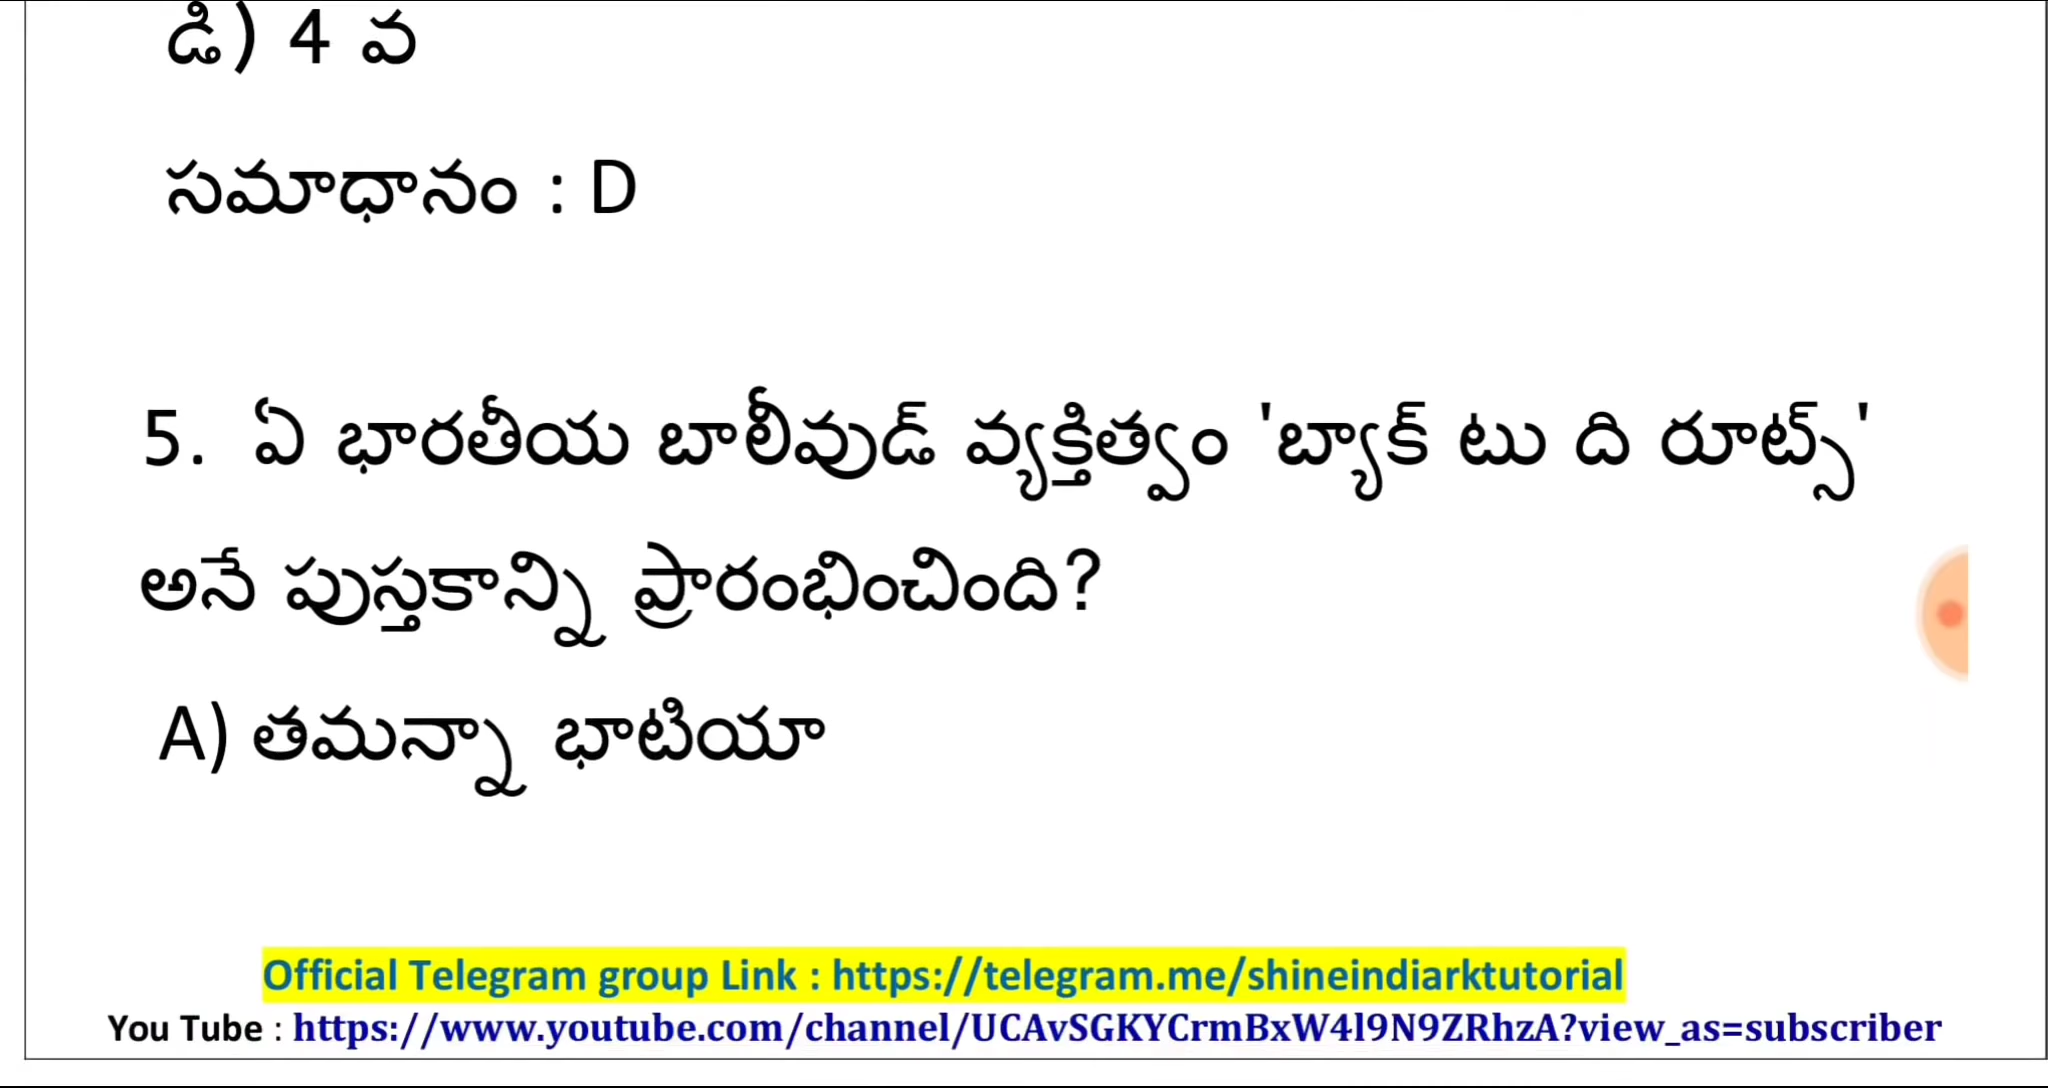 డి) 4 వ
సమాధానం : D
5. ఏ భారతీయ బాలీవుడ్ వ్యక్తిత్వం 'బ్యాక్ టు ది రూట్స్'
అనే పుస్తకాన్ని ప్రారంభించింది?
A) తమన్నా భాటియా
Official Telegram group Link : https://telegram.me/shineindiarktutorial
You Tube : https://www.youtube.com/channel/UCAvSGKYCrmBxW4l9N9ZRhzA?view_as=subscriber